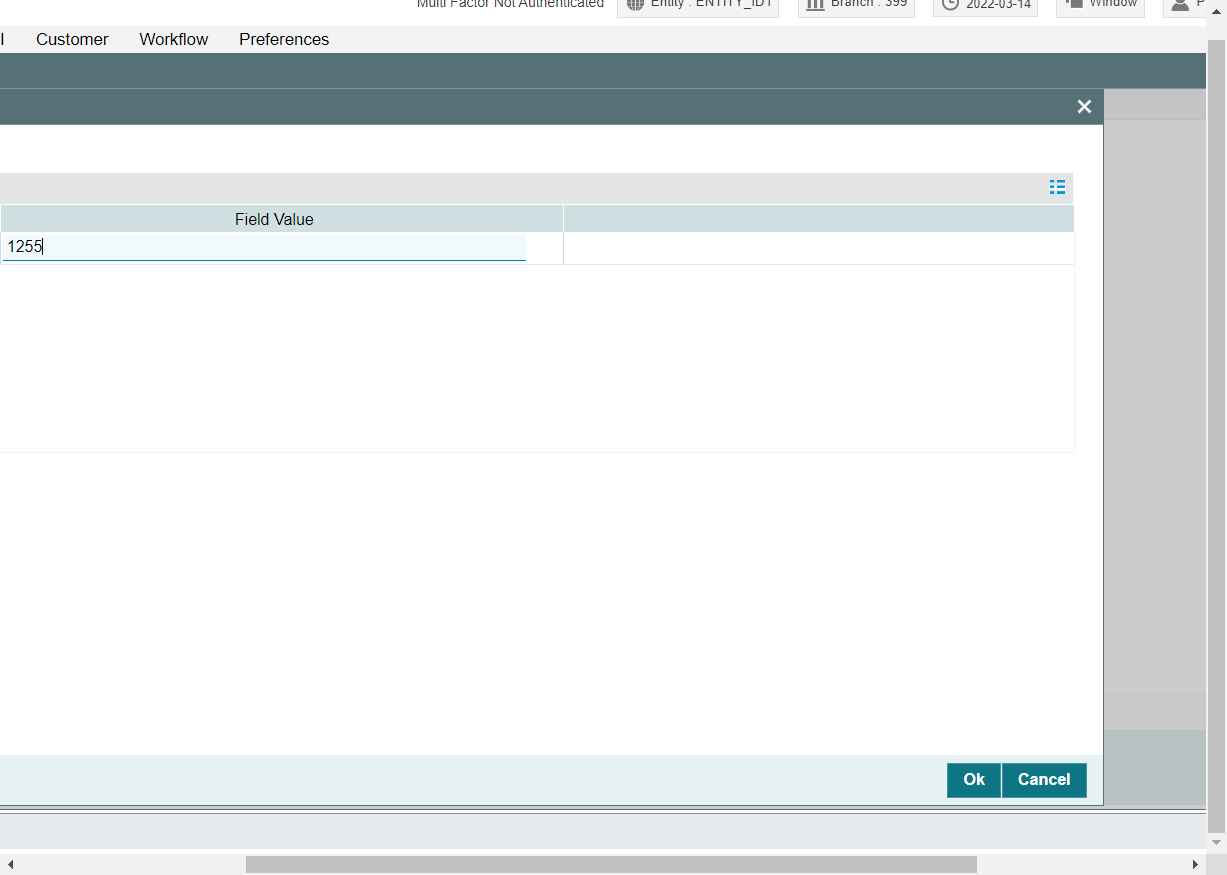 Multi Factor Not Authenticated Entity : ENTITY_ID1 Branch : 399 2022-03-14 Window P
l Customer Workflow Preferences
Field Value
1255
Ok Cancel